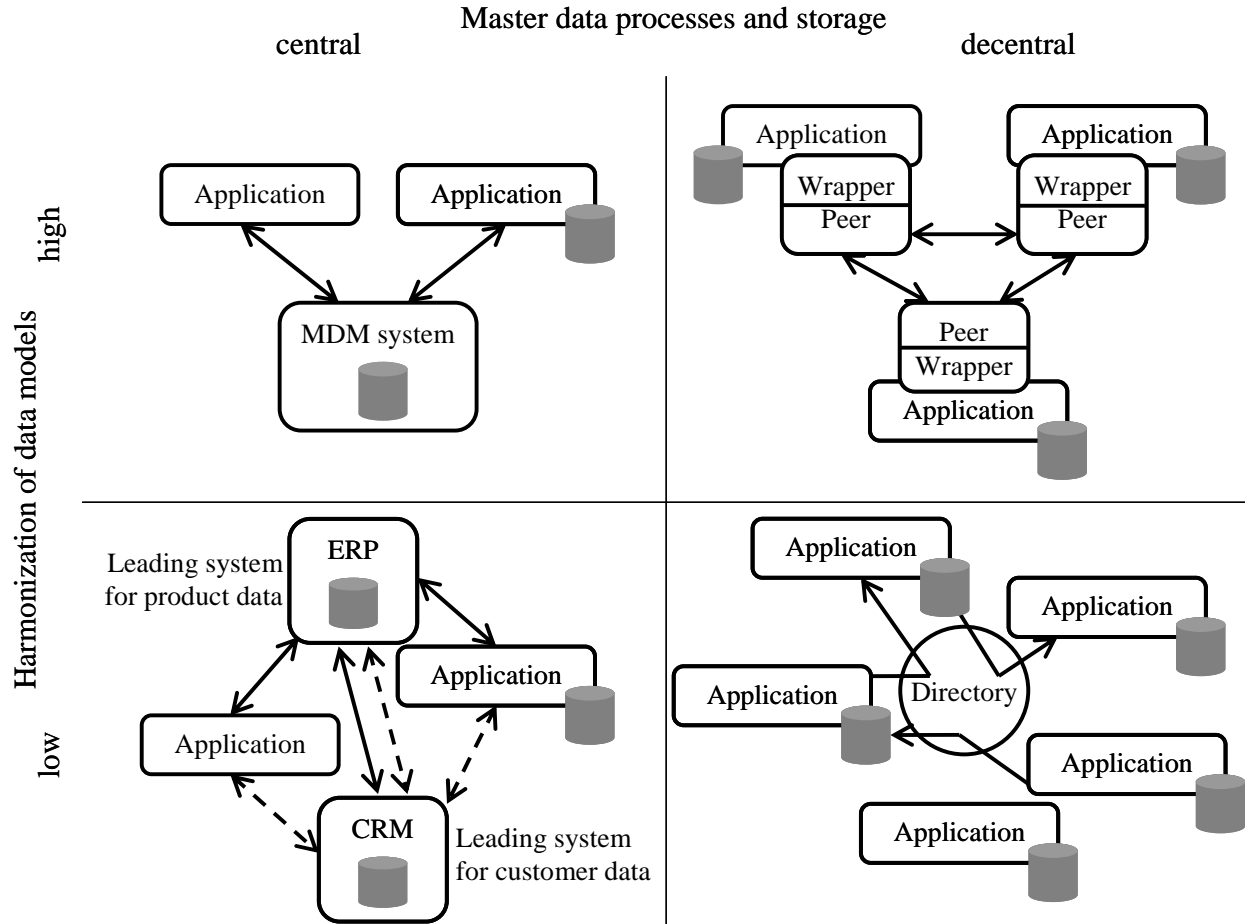 Master data processes and storage
central
decentral
Harmonization of data models
high
low
Application
Application
MDM system
Application
Wrapper
Peer
Application
Wrapper
Peer
Peer
Wrapper
Application
ERP
Leading system
for product data
Application
Application
CRM
Leading system
for customer data
Application
Application
Application
Directory
Application
Application